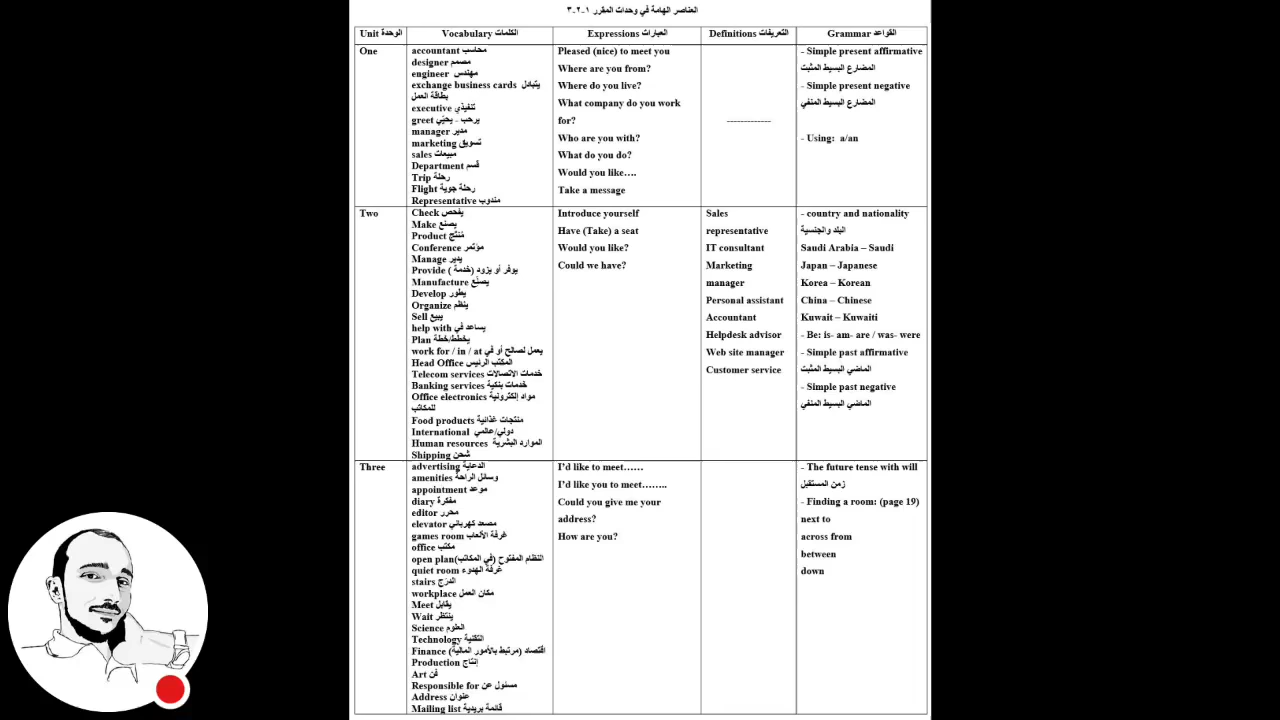 العناصر الهامة في وحدات المقرر ١-٢-٣
Unit الوحدة
Vocabulary الكلمات
Expressions العبارات
Definitions التعريفات
Grammar القواعد
One
accountant محاسب
designer مصمم
engineer مهندس
exchange business cards يتبادل
بطاقة العمل
executive تنفيذي
greet يرحب - يحيّي
manager مدير
marketing تسويق
sales مبيعات
Department قسم
Trip رحلة
Flight رحلة جوية
Representative مندوب
Pleased (nice) to meet you
Where are you from?
Where do you live?
What company do you work
for?
Who are you with?
What do you do?
Would you like….
Take a message
-------------
- Simple present affirmative
المضارع البسيط المثبت
- Simple present negative
المضارع البسيط المنفي
- Using: a/an
Two
Check يفحص
Make يصنع
Product مُنتَج
Conference مؤتمر
Manage يدير
Provide يوفر أو يزود (خدمة )
Manufacture يصنّع
Develop يطور
Organize ينظم
Sell يبيع
help with يساعد في
Plan يخطط/خطة
work for / in / at يعمل لصالح أو في
Head Office المكتب الرئيس
Telecom services خدمات الاتصالات
Banking services خدمات بنكية
Office electronics مواد إلكترونية
للمكاتب
Food products منتجات غذائية
International دولي/عالمي
Human resources الموارد البشرية
Shipping شحن
Introduce yourself
Have (Take) a seat
Would you like?
Could we have?
Sales
representative
IT consultant
Marketing
manager
Personal assistant
Accountant
Helpdesk advisor
Web site manager
Customer service
- country and nationality
البلد والجنسية
Saudi Arabia – Saudi
Japan – Japanese
Korea – Korean
China – Chinese
Kuwait – Kuwaiti
- Be: is- am- are / was- were
- Simple past affirmative
الماضي البسيط المثبت
- Simple past negative
الماضي البسيط المنفي
Three
advertising الدعاية
amenities وسائل الراحة
appointment موعد
diary مفكرة
editor محرر
elevator مصعد كهربائي
games room غرفة الألعاب
office مكتب
open plan النظام المفتوح (في المكاتب)
quiet room غرفة الهدوء
stairs الدرج
workplace مكان العمل
Meet يقابل
Wait ينتظر
Science العلوم
Technology التقنية
Finance اقتصاد (مرتبط بالأمور المالية)
Production إنتاج
Art فن
Responsible for مسئول عن
Address عنوان
Mailing list قائمة بريدية
I'd like to meet……
I'd like you to meet……..
Could you give me your
address?
How are you?
- The future tense with will
زمن المستقبل
- Finding a room: (page 19)
next to
across from
between
down